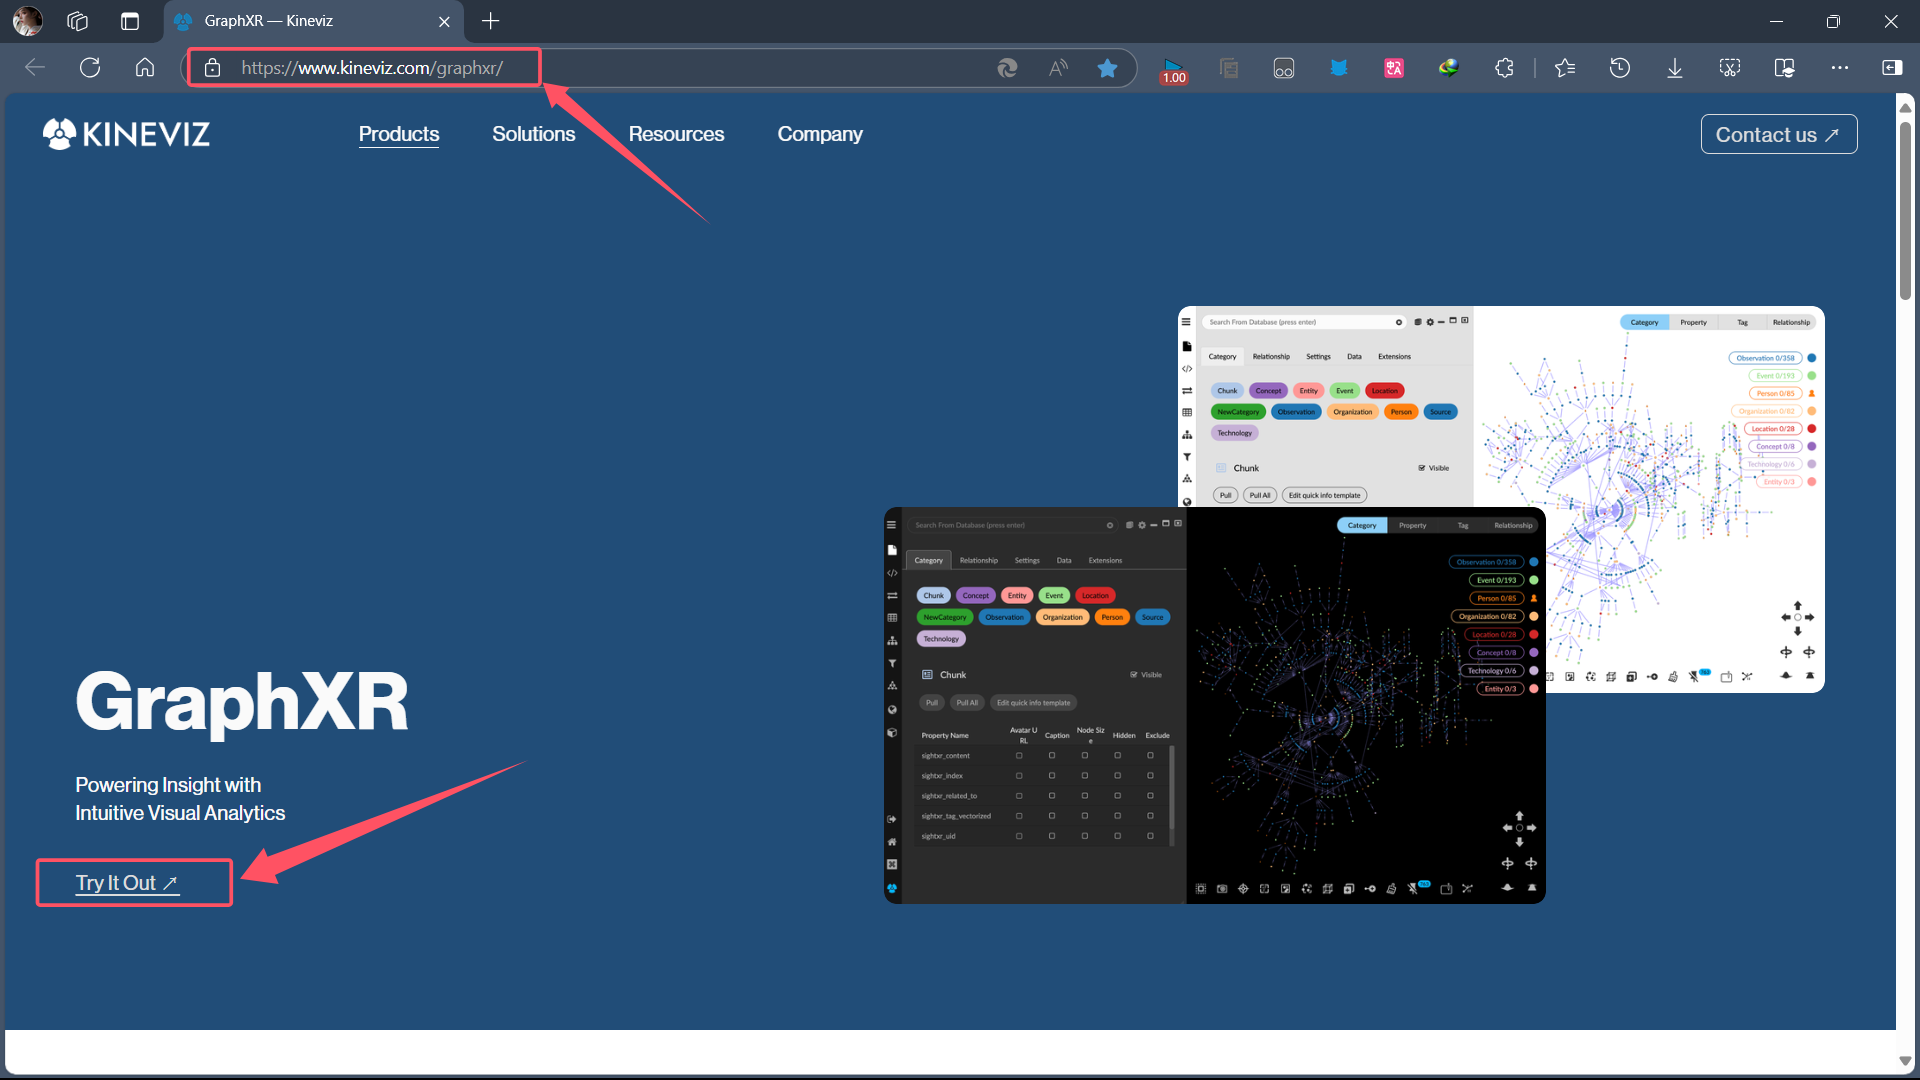 GraphXR — Kineviz
https://www.kineviz.com/graphxr/
1.00
KINEVIZ
Products
Solutions
Resources
Company
Contact us ↗
GraphXR
Powering Insight with
Intuitive Visual Analytics
Try It Out ↗
Search From Database (press enter)
Category Relationship Settings Data Extensions
Chunk Concept Entity Event Location
NewCategory Observation Organization Person Source
Technology
Chunk
Visible
Pull Pull All Edit quick info template
Category Property Tag Relationship
Observation 0/358
Event 0/193
Person 0/85
Organization 0/82
Location 0/28
Concept 0/8
Technology 0/6
Entity 0/3
Search From Database (press enter)
Category Relationship Settings Data Extensions
Chunk Concept Entity Event Location
NewCategory Observation Organization Person Source
Technology
Chunk
Visible
Pull Pull All Edit quick info template
Property Name Avatar U Caption Node Siz Hidden Exclude
RL e
sightxr_content
sightxr_index
sightxr_related_to
sightxr_tag_vectorized
sightxr_uid
Category Property Tag Relationship
Observation 0/358
Event 0/193
Person 0/85
Organization 0/82
Location 0/28
Concept 0/8
Technology 0/6
Entity 0/3